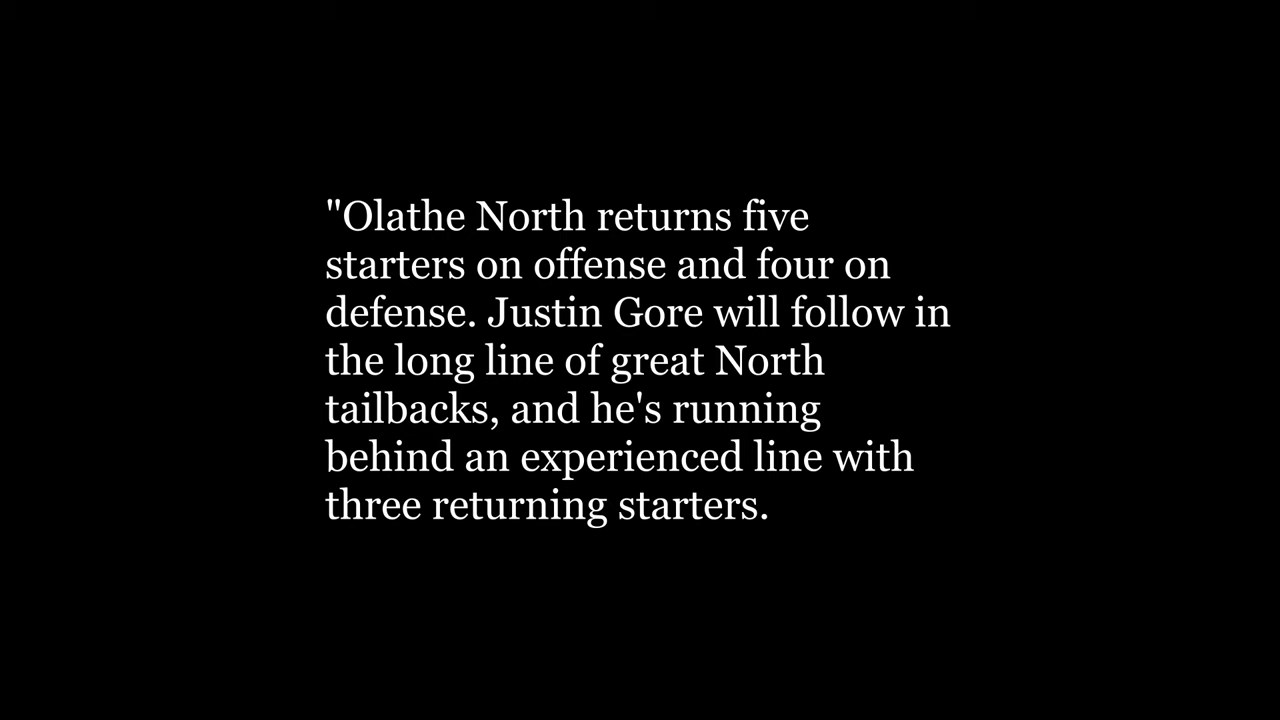 "Olathe North returns five
starters on offense and four on
defense. Justin Gore will follow in
the long line of great North
tailbacks, and he's running
behind an experienced line with
three returning starters.